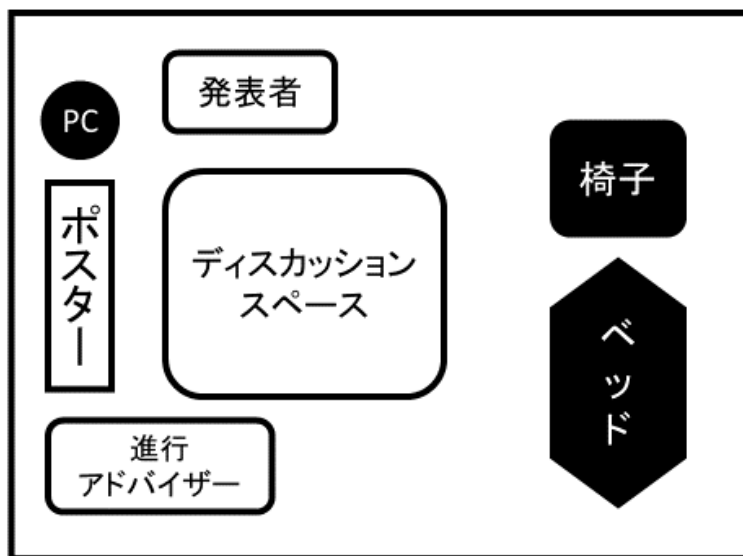 発表者
PC
椅子
ポスター
ディスカッション
スペース
ベッド
進行
アドバイザー